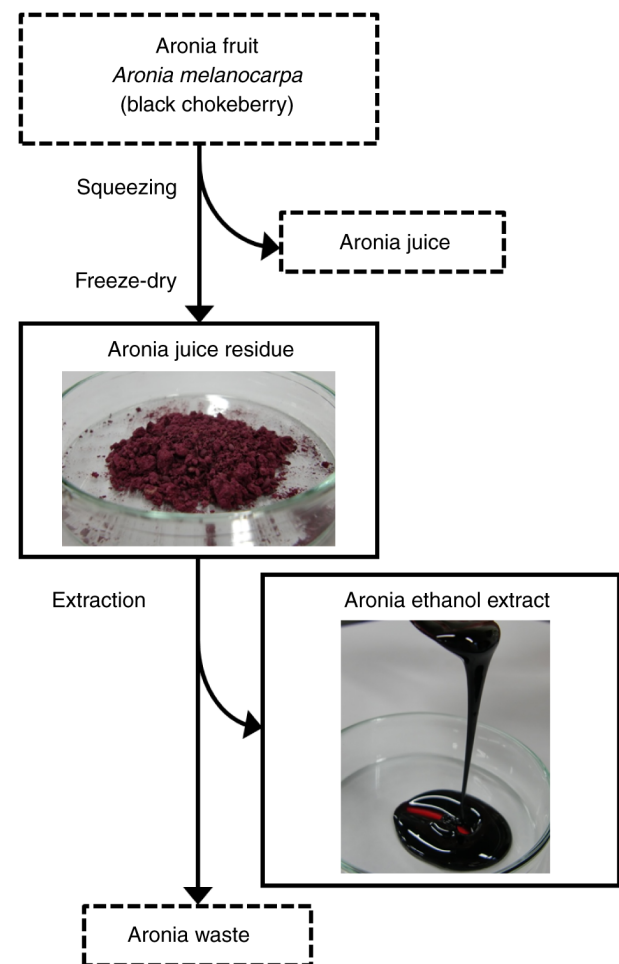 Aronia fruit
Aronia melanocarpa
(black chokeberry)
Squeezing
Aronia juice
Freeze-dry
Aronia juice residue
Extraction
Aronia ethanol extract
Aronia waste